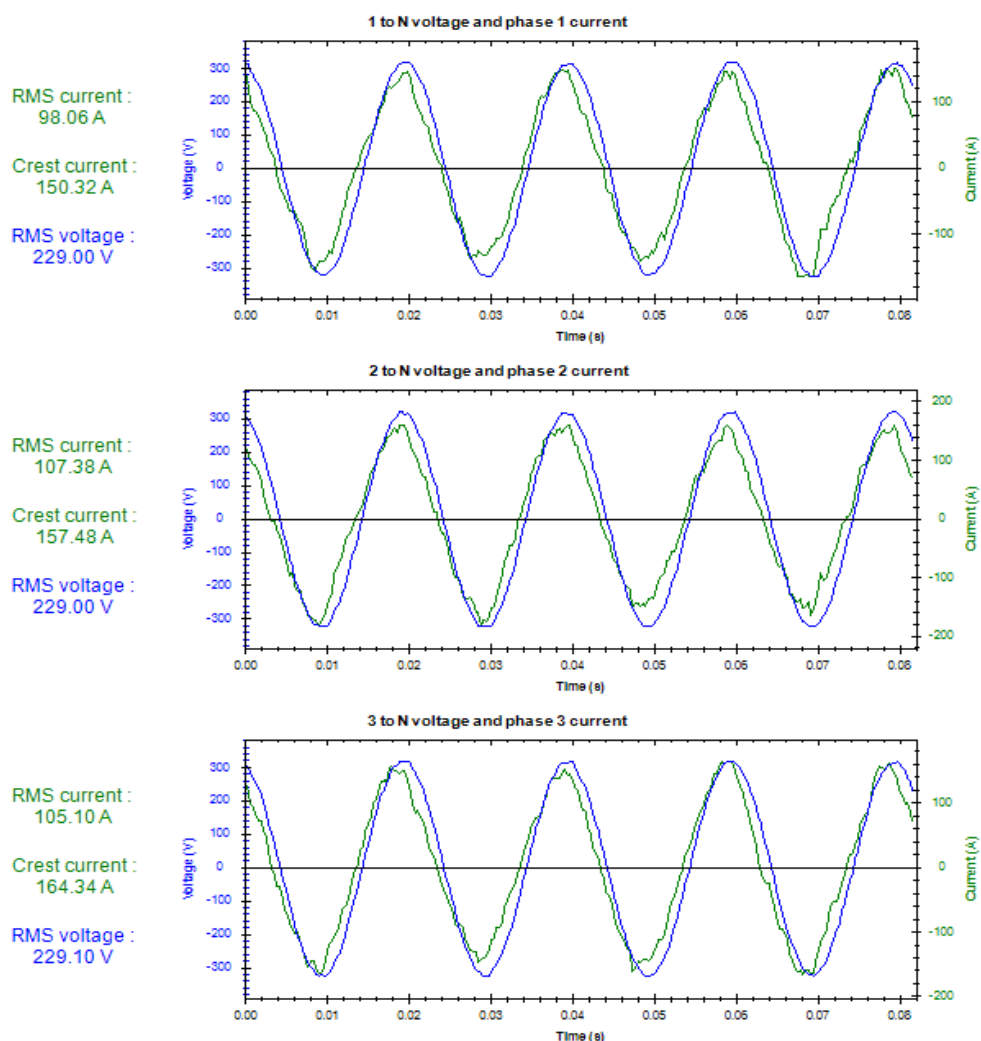 1 to N voltage and phase 1 current
RMS current :
98.06 A
Crest current :
150.32 A
RMS voltage :
229.00 V
Voltage (V)
300
200
100
0
-100
-200
-300
100
0
-100
Current (A)
0.00 0.01 0.02 0.03 0.04 0.05 0.06 0.07 0.08
Time (s)
2 to N voltage and phase 2 current
RMS current :
107.38 A
Crest current :
157.48 A
RMS voltage :
229.00 V
Voltage (V)
300
200
100
0
-100
-200
-300
200
100
0
-100
-200
Current (A)
0.00 0.01 0.02 0.03 0.04 0.05 0.06 0.07 0.08
Time (s)
3 to N voltage and phase 3 current
RMS current :
105.10 A
Crest current :
164.34 A
RMS voltage :
229.10 V
Voltage (V)
300
200
100
0
-100
-200
-300
100
0
-100
-200
Current (A)
0.00 0.01 0.02 0.03 0.04 0.05 0.06 0.07 0.08
Time (s)